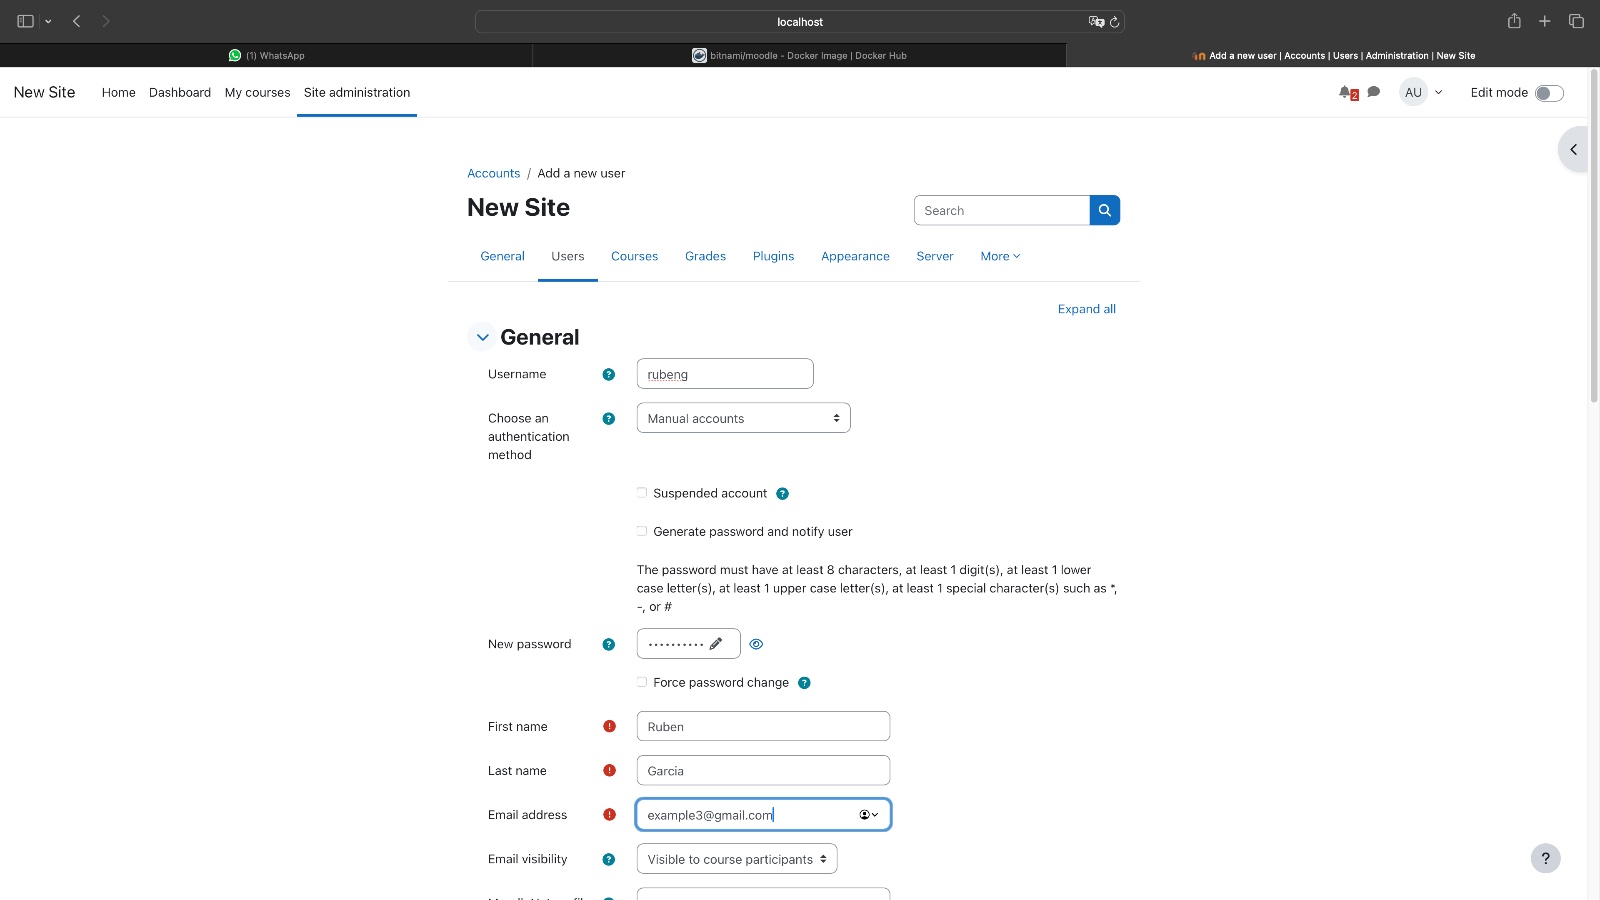 localhost
(1) WhatsApp
bitnami/moodle - Docker Image | Docker Hub
Add a new user | Accounts | Users | Administration | New Site
New Site
Home
Dashboard
My courses
Site administration
2
AU
Edit mode
Accounts / Add a new user
New Site
Search
General
Users
Courses
Grades
Plugins
Appearance
Server
More
Expand all
General
Username
rubeng
Choose an
authentication
method
Manual accounts
Suspended account
Generate password and notify user
The password must have at least 8 characters, at least 1 digit(s), at least 1 lower
case letter(s), at least 1 upper case letter(s), at least 1 special character(s) such as *,
-, or #
New password
Force password change
First name
Ruben
Last name
Garcia
Email address
example3@gmail.com
Email visibility
Visible to course participants